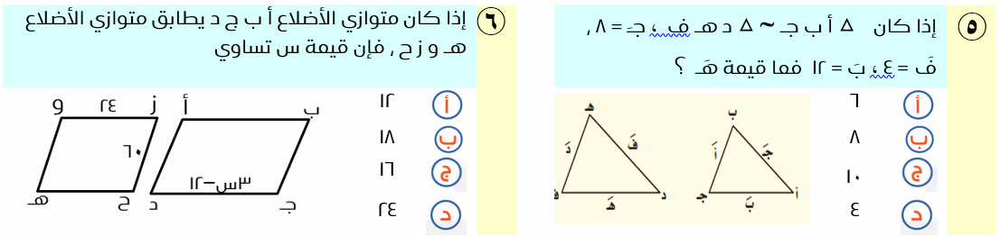 ٥
إذا كان △ أ ب جـ ~ △ د هـ ف ، جـَ = ٨ ,
فَ = ٤ ، بَ = ١٢ فما قيمة هَـ ؟
أ
٦
ب
٨
ج
١٠
د
٤
ب
أَ
جـَ
جـ
أ
بَ
هـ
دَ
فَ
ف
د
هَـ
٦
إذا كان متوازي الأضلاع أ ب ج د يطابق متوازي الأضلاع
هـ و ز ح , فإن قيمة س تساوي
أ
١٢
ب
١٨
ج
١٦
د
٢٤
ب
أ
٣س–١٢
جـ
د
ز
٢٤
و
٦٠
ح
هـ